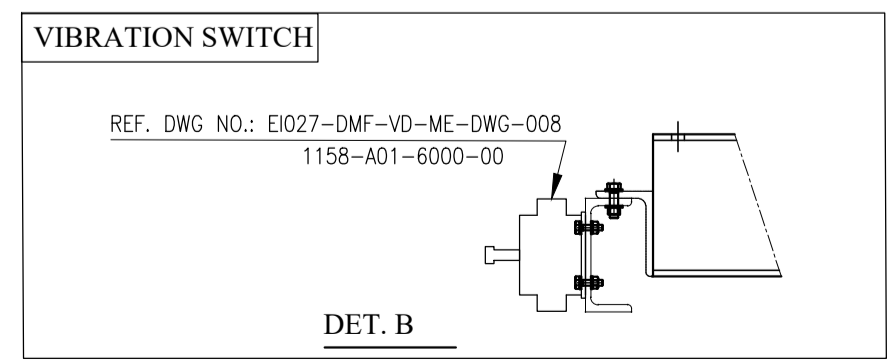 VIBRATION SWITCH
REF. DWG NO.: EI027-DMF-VD-ME-DWG-008
1158-A01-6000-00
DET. B